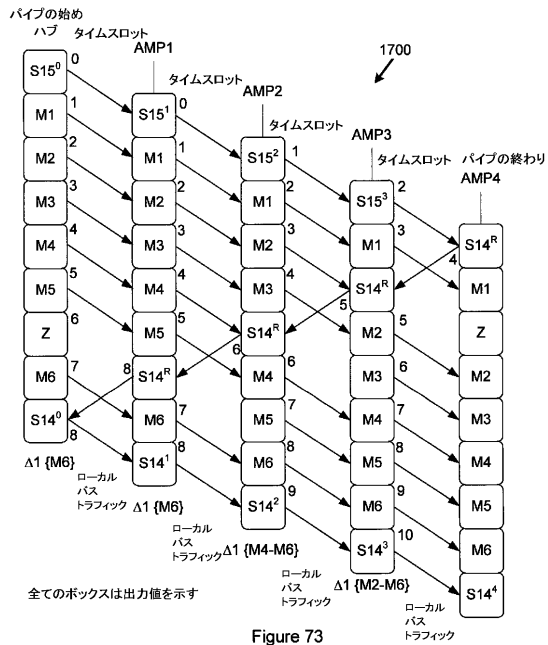 パイプの始め
ハブ
タイムスロット
AMP1
タイムスロット
AMP2
タイムスロット
1700
AMP3
タイムスロット
パイプの終わり
AMP4
S15⁰ 0
M1 1
M2 2
M3 3
M4 4
M5 5
Z 6
M6 7
S14⁰ 8
Δ1 {M6}
S15¹ 0
M1 1
M2 2
M3 3
M4 4
M5 5
8 S14ᴿ
M6 7
S14¹ 8
Δ1 {M6}
S15² 1
M1 2
M2 3
M3 4
6 S14ᴿ
M4 6
M5 7
M6 8
S14² 9
Δ1 {M4-M6}
S15³ 2
M1 3
5 S14ᴿ
M2 5
M3 6
M4 7
M5 8
M6 9
S14³ 10
Δ1 {M2-M6}
4 S14ᴿ
M1
Z
M2
M3
M4
M5
M6
S14⁴
ローカル
バス
トラフィック
ローカル
バス
トラフィック
ローカル
バス
トラフィック
ローカル
バス
トラフィック
全てのボックスは出力値を示す
Figure 73